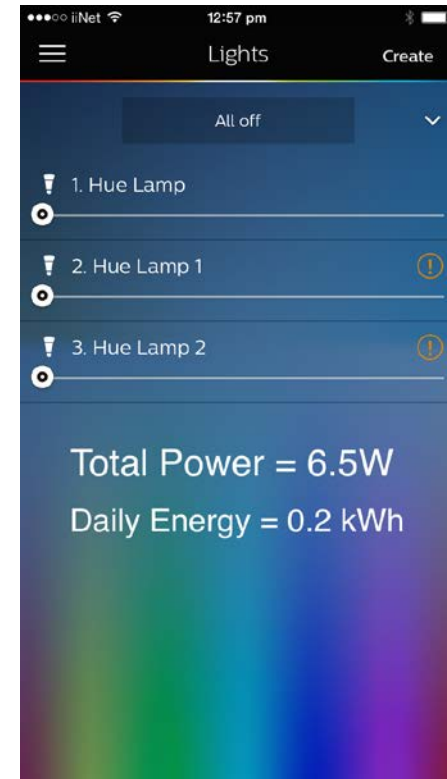 iiNet 12:57 pm
Lights Create
All off
1. Hue Lamp
2. Hue Lamp 1
3. Hue Lamp 2
Total Power = 6.5W
Daily Energy = 0.2 kWh